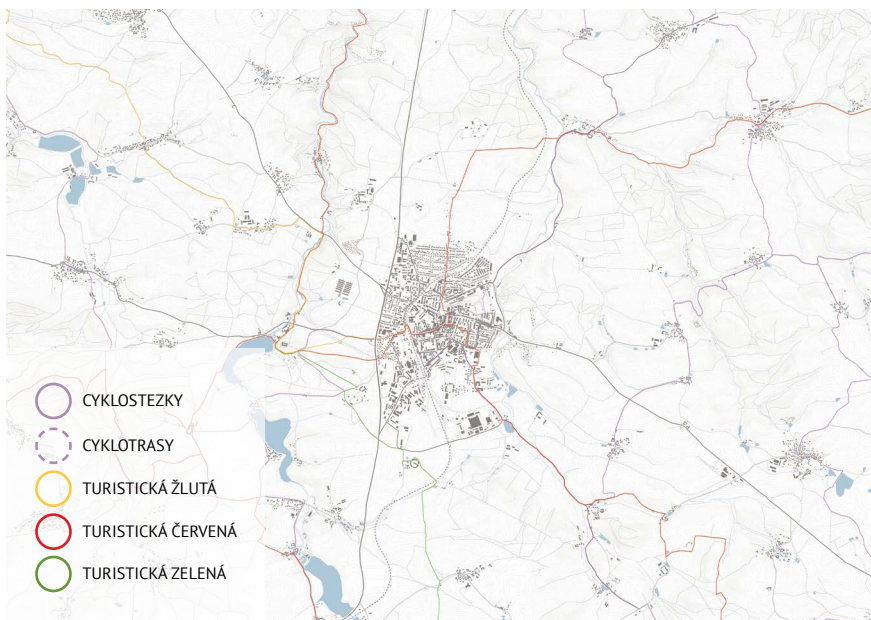 CYKLOSTEZKY
CYKLOTRASY
TURISTICKÁ ŽLUTÁ
TURISTICKÁ ČERVENÁ
TURISTICKÁ ZELENÁ